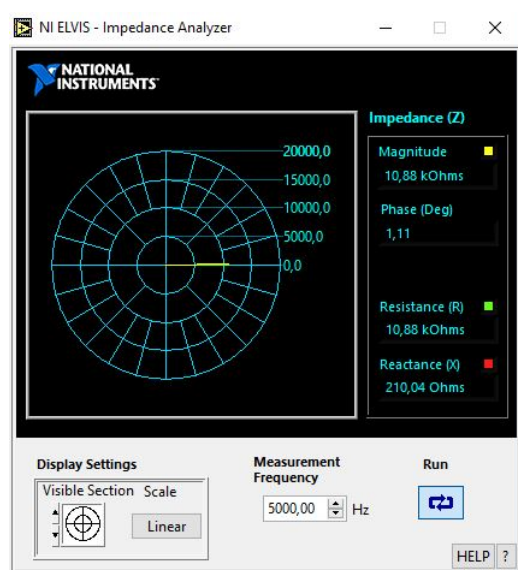 NI ELVIS - Impedance Analyzer
NATIONAL
INSTRUMENTS
Impedance (Z)
20000,0
15000,0
10000,0
5000,0
0,0
Magnitude
10,88 kOhms
Phase (Deg)
1,11
Resistance (R)
10,88 kOhms
Reactance (X)
210,04 Ohms
Display Settings
Visible Section Scale
Linear
Measurement
Frequency
5000,00 Hz
Run
HELP ?